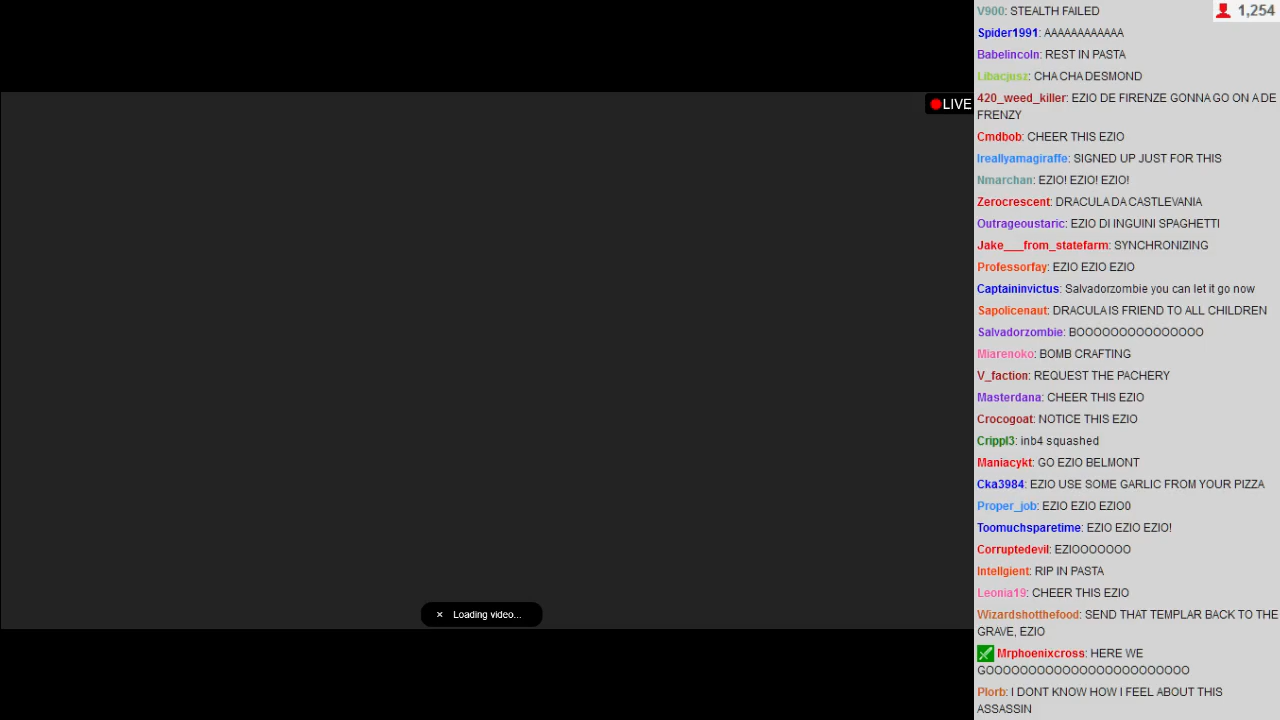 V900: STEALTH FAILED
1,254
Spider1991: AAAAAAAAAAAA
Babelincoln: REST IN PASTA
Libacjusz: CHA CHA DESMOND
LIVE
420_weed_killer: EZIO DE FIRENZE GONNA GO ON A DE
FRENZY
Cmdbob: CHEER THIS EZIO
Ireallyamagiraffe: SIGNED UP JUST FOR THIS
Nmarchan: EZIO! EZIO! EZIO!
Zerocrescent: DRACULA DA CASTLEVANIA
Outrageoustaric: EZIO DI INGUINI SPAGHETTI
Jake___from_statefarm: SYNCHRONIZING
Professorfay: EZIO EZIO EZIO
Captaininvictus: Salvadorzombie you can let it go now
Sapolicenaut: DRACULA IS FRIEND TO ALL CHILDREN
Salvadorzombie: BOOOOOOOOOOOOOOO
Miarenoko: BOMB CRAFTING
V_faction: REQUEST THE PACHERY
Masterdana: CHEER THIS EZIO
Crocogoat: NOTICE THIS EZIO
Crippl3: inb4 squashed
Maniacykt: GO EZIO BELMONT
Cka3984: EZIO USE SOME GARLIC FROM YOUR PIZZA
Proper_job: EZIO EZIO EZIO0
Toomuchsparetime: EZIO EZIO EZIO!
Corruptedevil: EZIOOOOOOO
Intellgient: RIP IN PASTA
Leonia19: CHEER THIS EZIO
× Loading video...
Wizardshotthefood: SEND THAT TEMPLAR BACK TO THE
GRAVE, EZIO
Mrphoenixcross: HERE WE
GOOOOOOOOOOOOOOOOOOOOOOOO
Plorb: I DONT KNOW HOW I FEEL ABOUT THIS
ASSASSIN